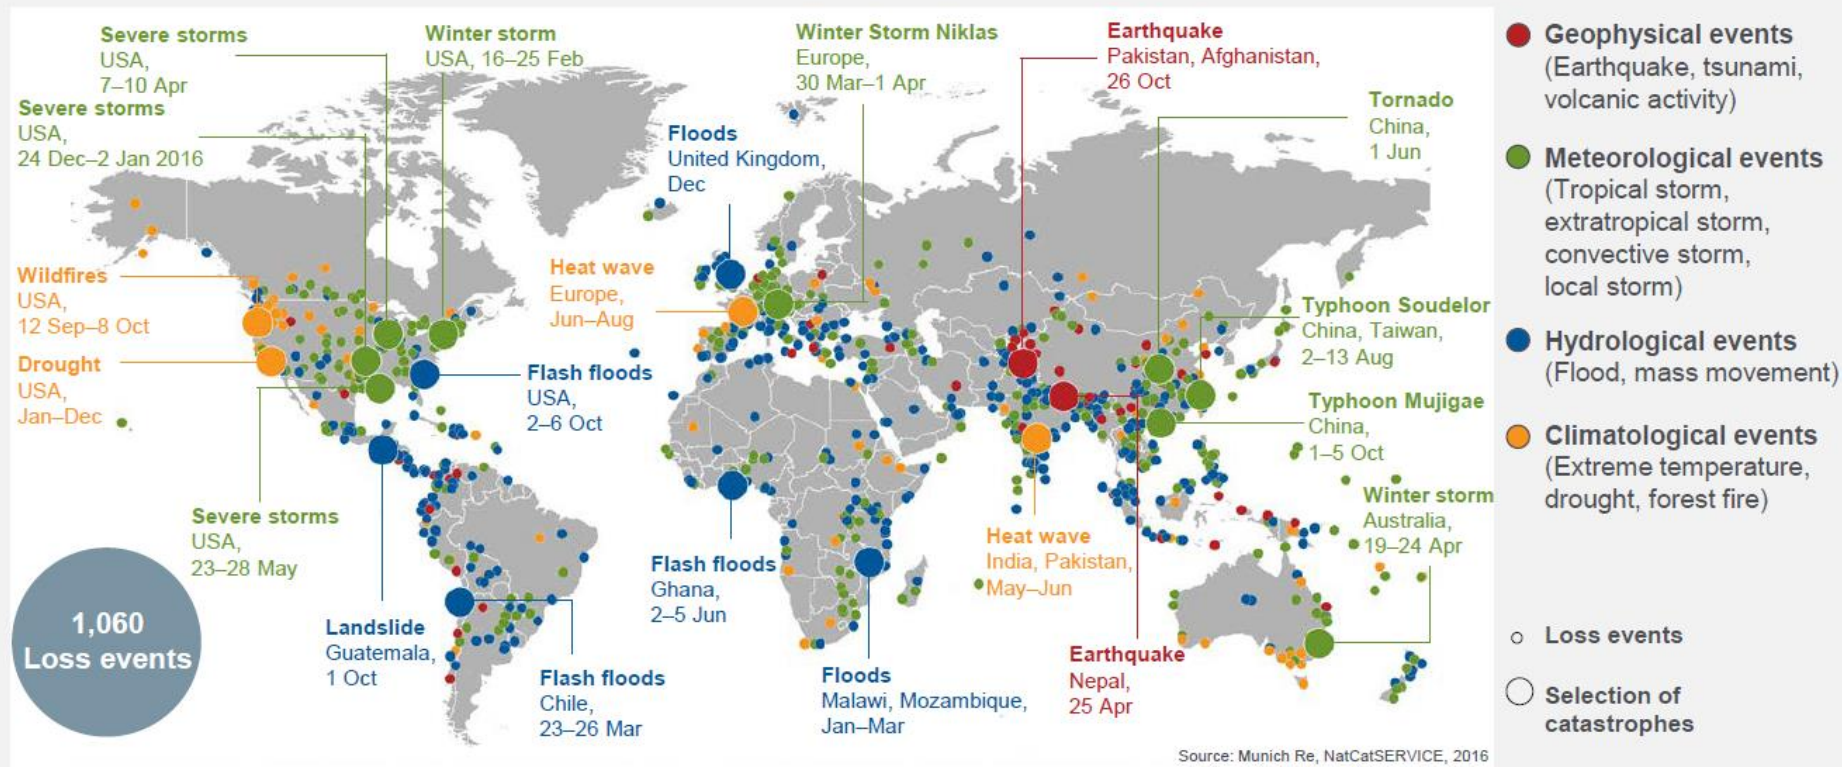 Severe storms
USA,
7–10 Apr
Winter storm
USA, 16–25 Feb
Winter Storm Niklas
Europe,
30 Mar–1 Apr
Earthquake
Pakistan, Afghanistan,
26 Oct
Tornado
China,
1 Jun
Severe storms
USA,
24 Dec–2 Jan 2016
Floods
United Kingdom,
Dec
Wildfires
USA,
12 Sep–8 Oct
Heat wave
Europe,
Jun–Aug
Typhoon Soudelor
China, Taiwan,
2–13 Aug
Drought
USA,
Jan–Dec
Flash floods
USA,
2–6 Oct
Typhoon Mujigae
China,
1–5 Oct
Severe storms
USA,
23–28 May
Winter storm
Australia,
19–24 Apr
Heat wave
India, Pakistan,
May–Jun
Flash floods
Ghana,
2–5 Jun
Landslide
Guatemala,
1 Oct
Flash floods
Chile,
23–26 Mar
Floods
Malawi, Mozambique,
Jan–Mar
Earthquake
Nepal,
25 Apr
1,060
Loss events
Source: Munich Re, NatCatSERVICE, 2016
Geophysical events
(Earthquake, tsunami,
volcanic activity)
Meteorological events
(Tropical storm,
extratropical storm,
convective storm,
local storm)
Hydrological events
(Flood, mass movement)
Climatological events
(Extreme temperature,
drought, forest fire)
Loss events
Selection of
catastrophes